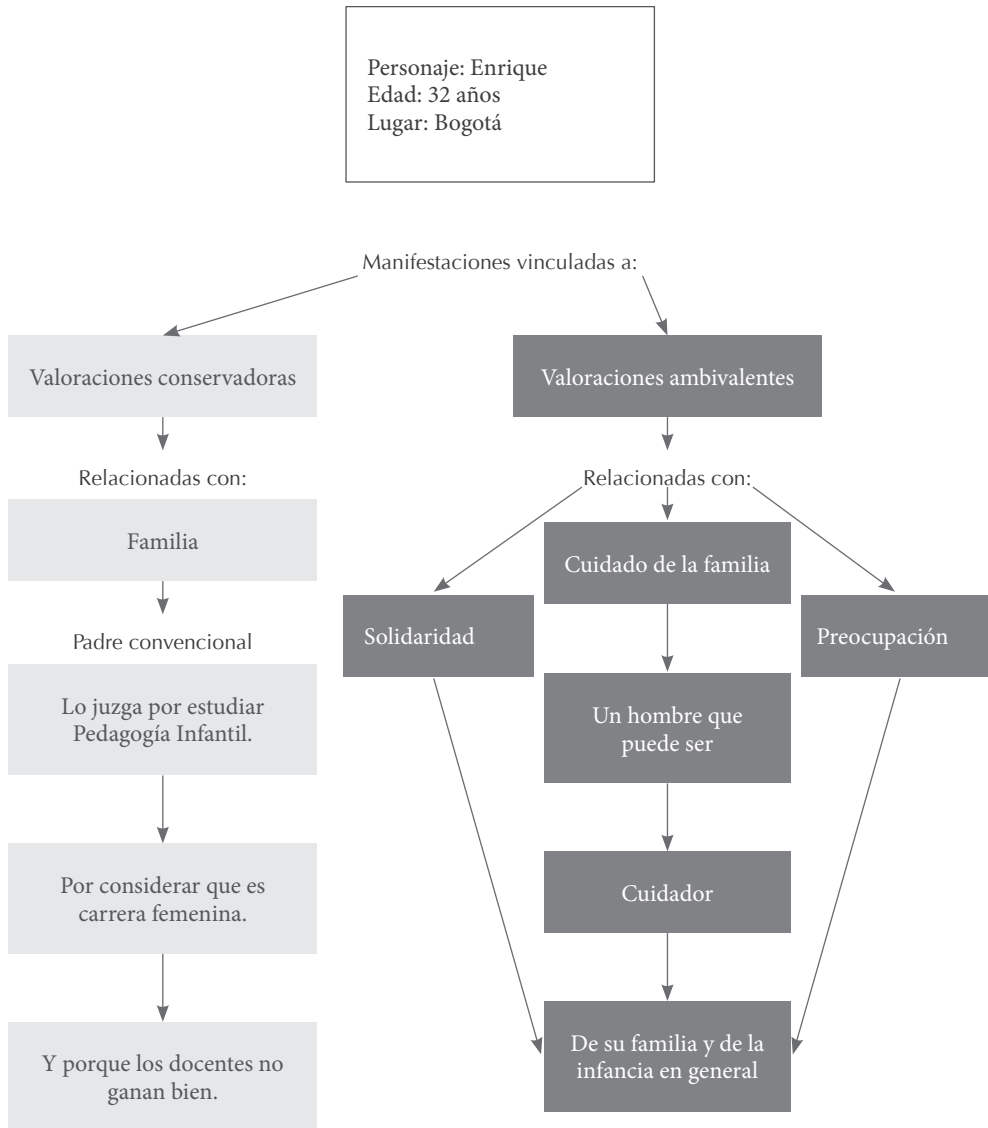 Personaje: Enrique
Edad: 32 años
Lugar: Bogotá
Manifestaciones vinculadas a:
Valoraciones conservadoras
Relacionadas con:
Familia
Padre convencional
Lo juzga por estudiar
Pedagogía Infantil.
Por considerar que es
carrera femenina.
Y porque los docentes no
ganan bien.
Valoraciones ambivalentes
Relacionadas con:
Solidaridad
Cuidado de la familia
Un hombre que
puede ser
Cuidador
Preocupación
De su familia y de la
infancia en general